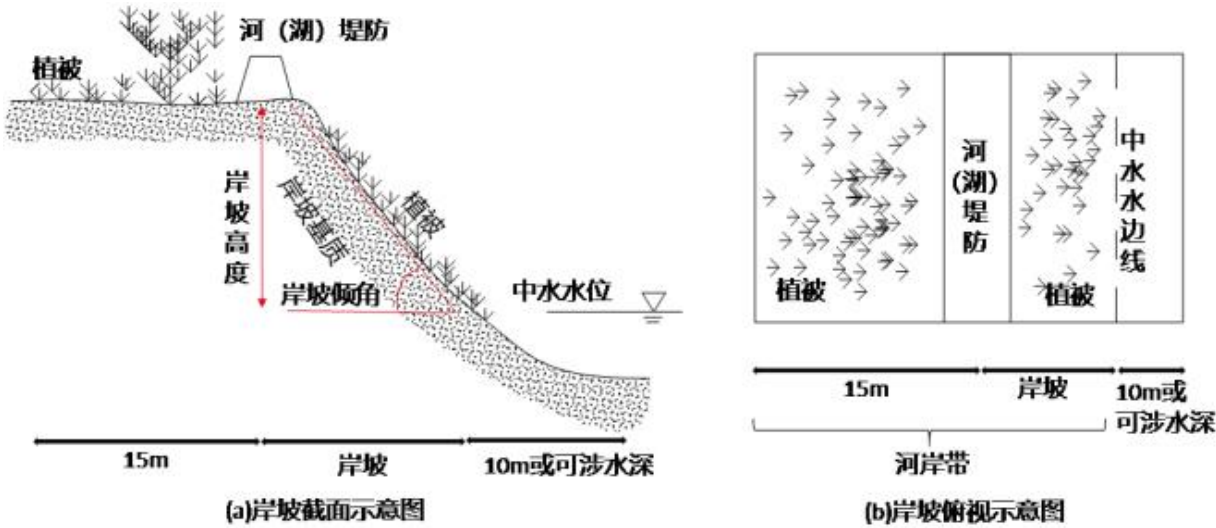 河（湖）堤防
植被
岸坡高度
岸坡基质
植被
岸坡倾角
中水水位
15m
岸坡
10m或可涉水深
(a)岸坡截面示意图
植被
河（湖）堤防
植被
中水水边线
15m
岸坡
10m或
可涉水深
河岸带
(b)岸坡俯视示意图